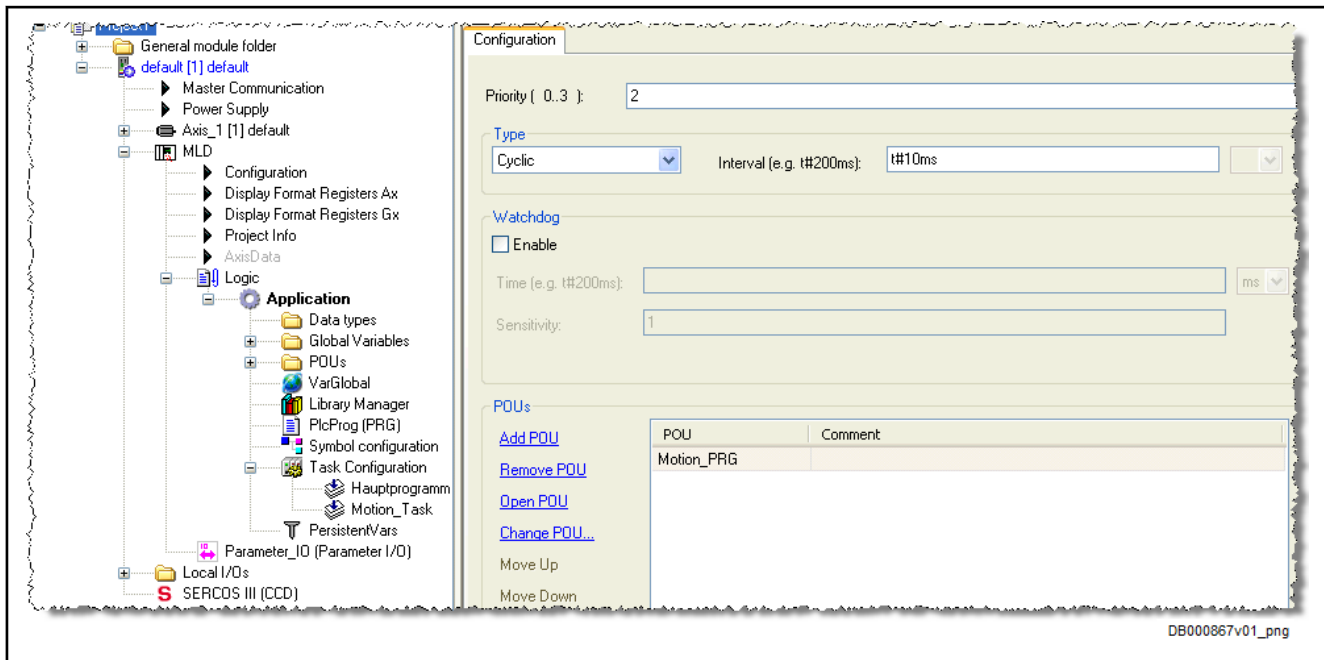 Project1
General module folder
default [1] default
Master Communication
Power Supply
Axis_1 [1] default
MLD
Configuration
Display Format Registers Ax
Display Format Registers Gx
Project Info
AxisData
Logic
Application
Data types
Global Variables
POUs
VarGlobal
Library Manager
PlcProg (PRG)
Symbol configuration
Task Configuration
Hauptprogramm
Motion_Task
PersistentVars
Parameter_IO (Parameter I/O)
Local I/Os
S SERCOS III (CCD)
Configuration
Priority ( 0..3 ): 2
Type
Cyclic Interval (e.g. t#200ms): t#10ms
Watchdog
Enable
Time (e.g. t#200ms): ms
Sensitivity: 1
POUs
Add POU
Remove POU
Open POU
Change POU...
Move Up
Move Down
POU Comment
Motion_PRG
DB000867v01_png